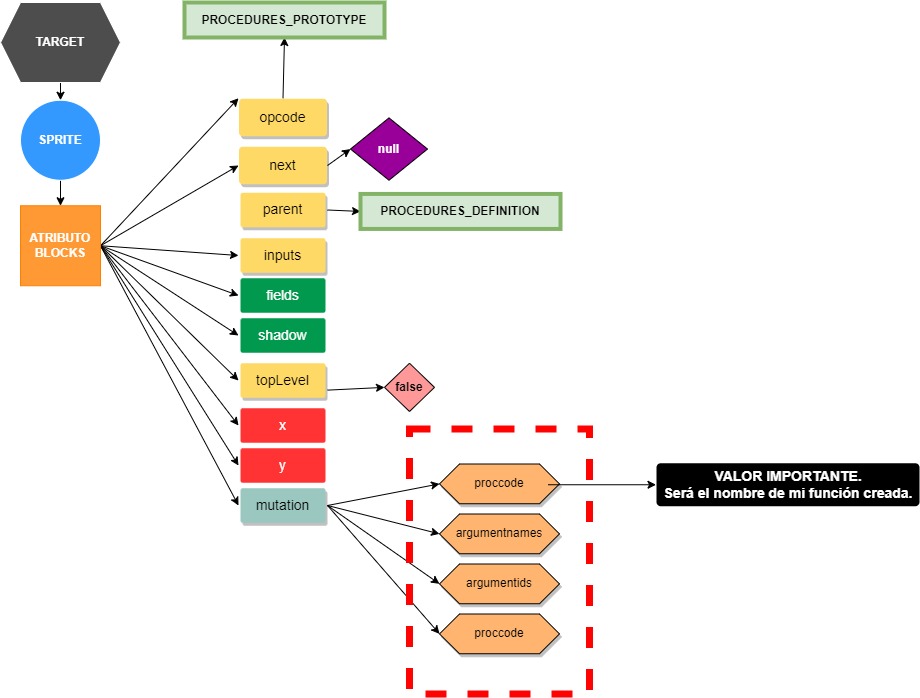 PROCEDURES_PROTOTYPE
TARGET
opcode
SPRITE
null
next
parent
PROCEDURES_DEFINITION
ATRIBUTO
BLOCKS
inputs
fields
shadow
topLevel
false
x
y
mutation
proccode
VALOR IMPORTANTE.
Será el nombre de mi función creada.
argumentnames
argumentids
proccode